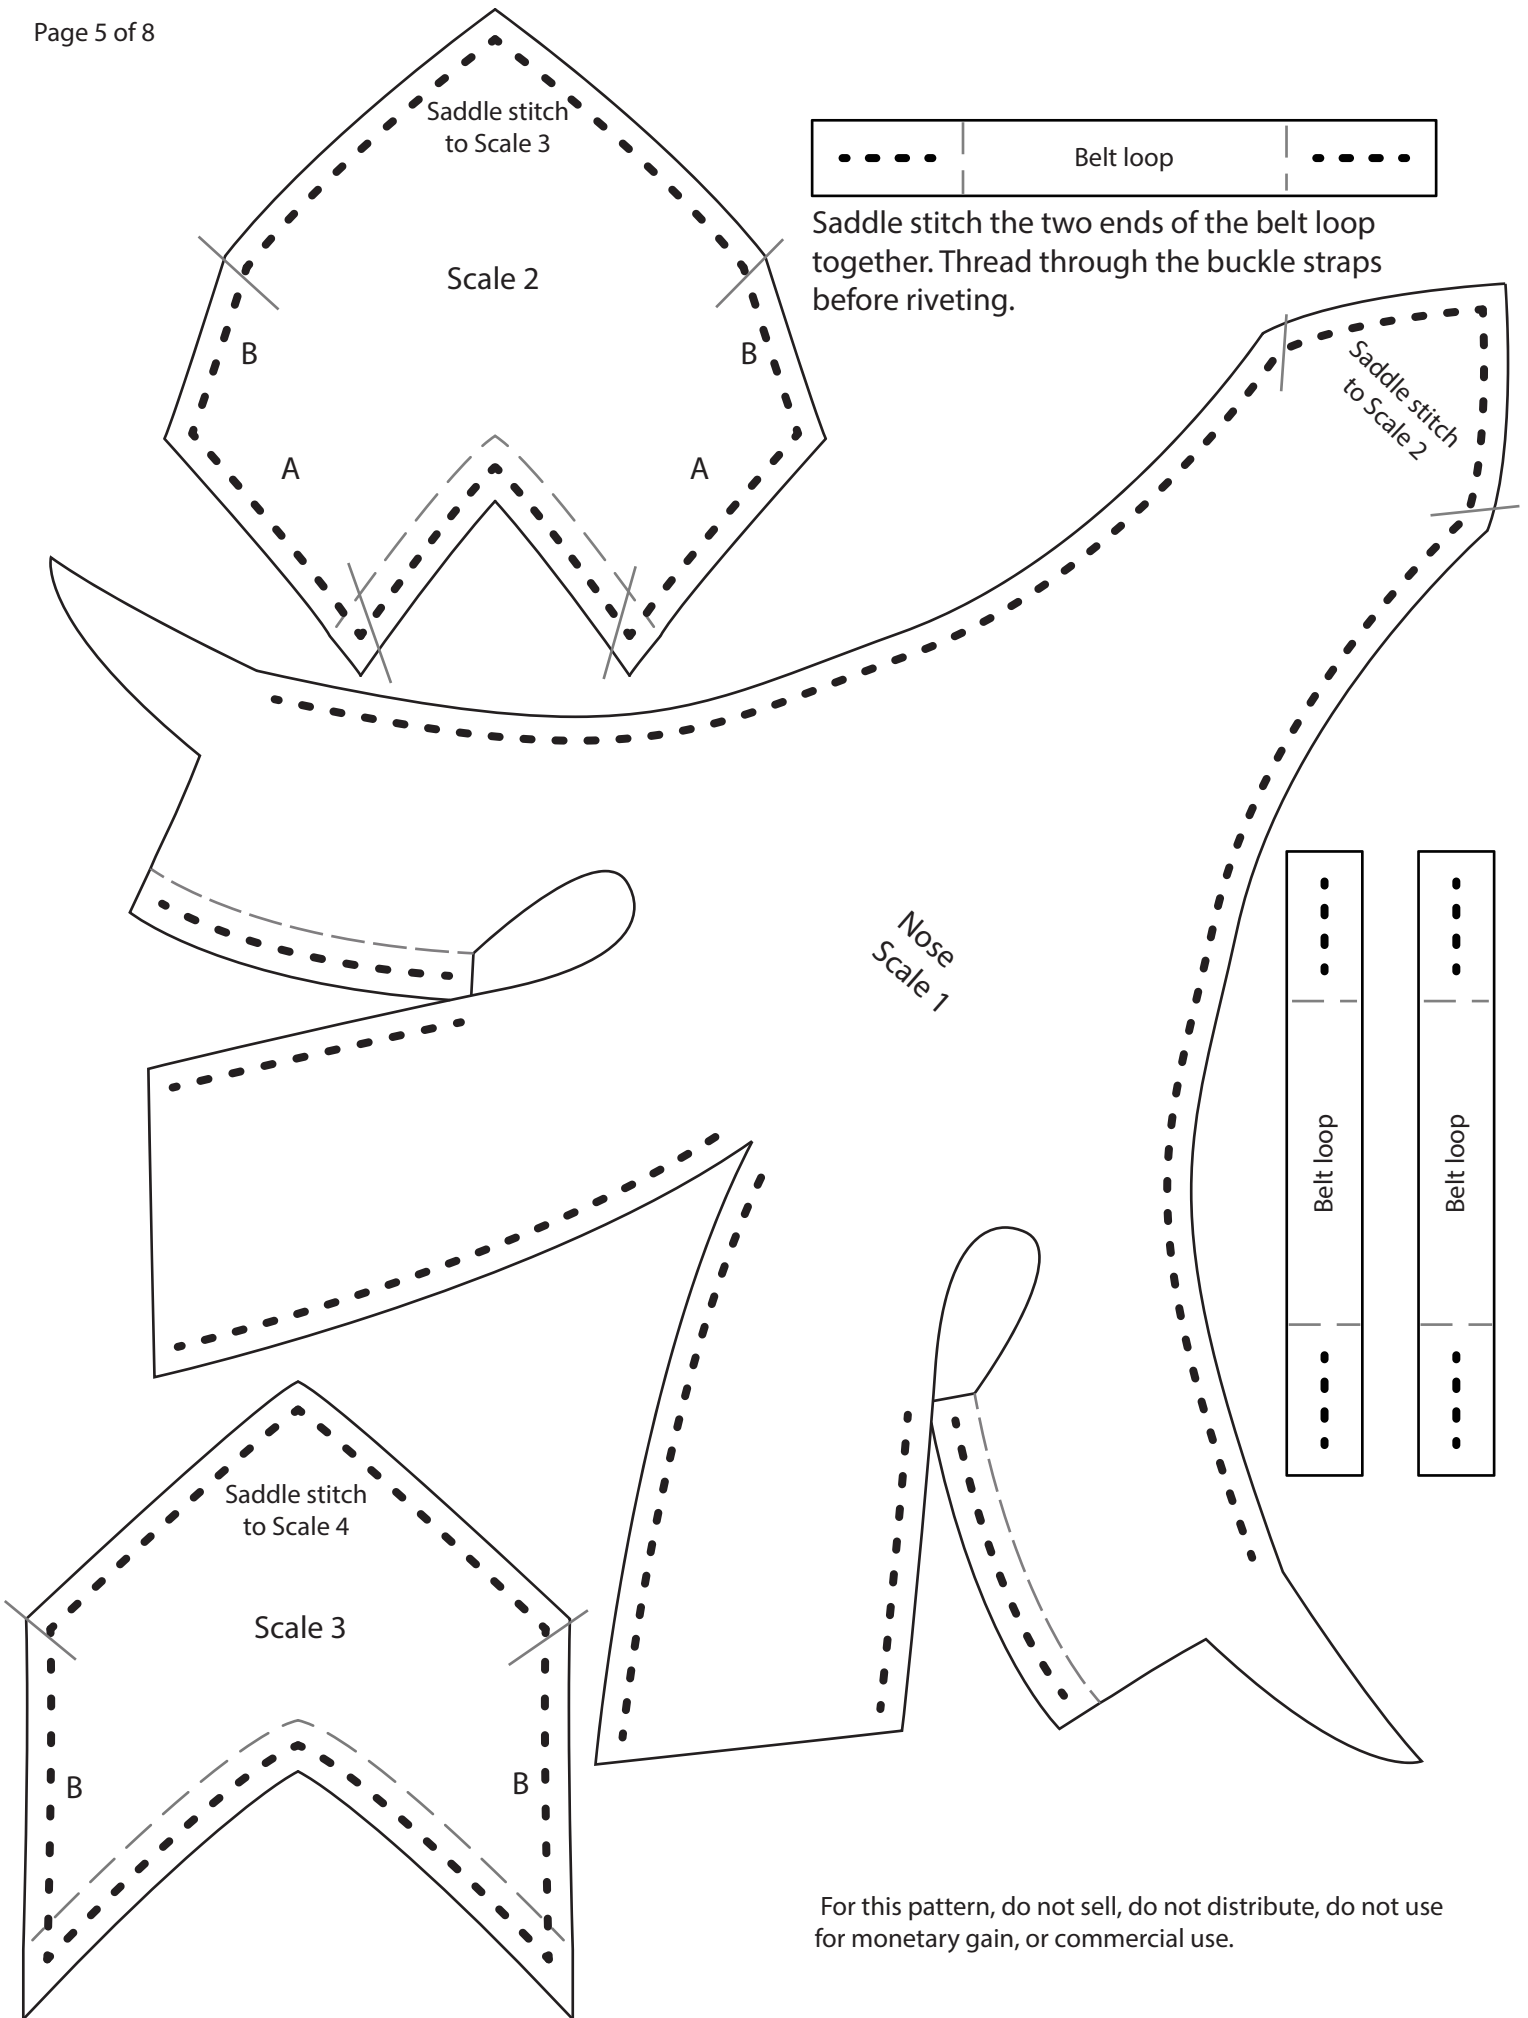 Page 5 of 8
Saddle stitch
to Scale 3
Scale 2
B
B
A
A
Belt loop
Saddle stitch the two ends of the belt loop
together. Thread through the buckle straps
before riveting.
Saddle stitch
to Scale 2
Nose
Scale 1
Belt loop
Belt loop
Saddle stitch
to Scale 4
Scale 3
B
B
For this pattern, do not sell, do not distribute, do not use
for monetary gain, or commercial use.